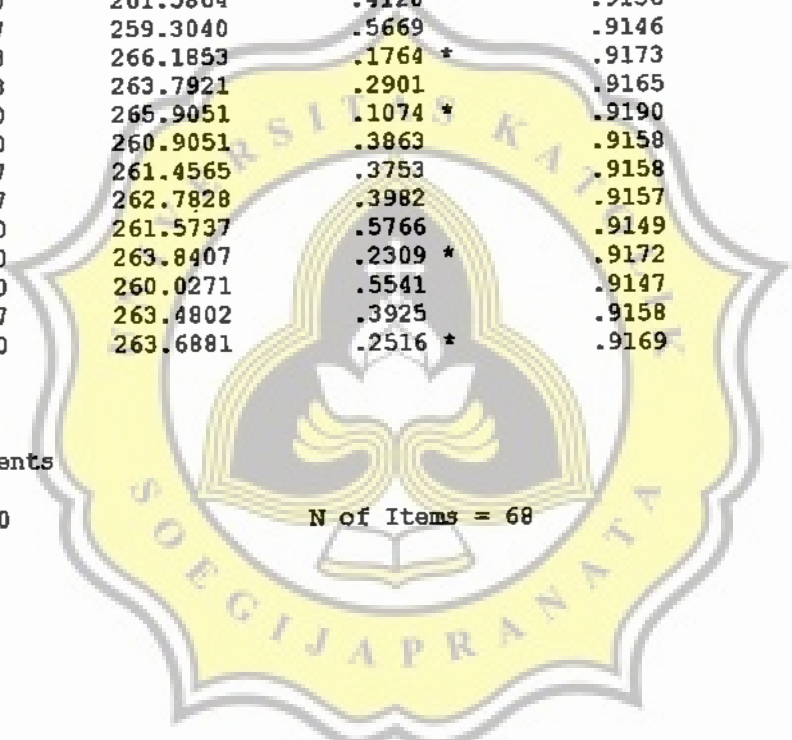 259.3040 .5669 .9146
266.1853 .1764 * .9173
263.7921 .2901 .9165
265.9051 .1074 * .9190
260.9051 .3863 .9158
261.4565 .3753 .9158
262.7828 .3982 .9157
261.5737 .5766 .9149
263.8407 .2309 * .9172
260.0271 .5541 .9147
263.4802 .3925 .9158
263.6881 .2516 * .9169
ents
N of Items = 68
SOEGIJAPRANATA